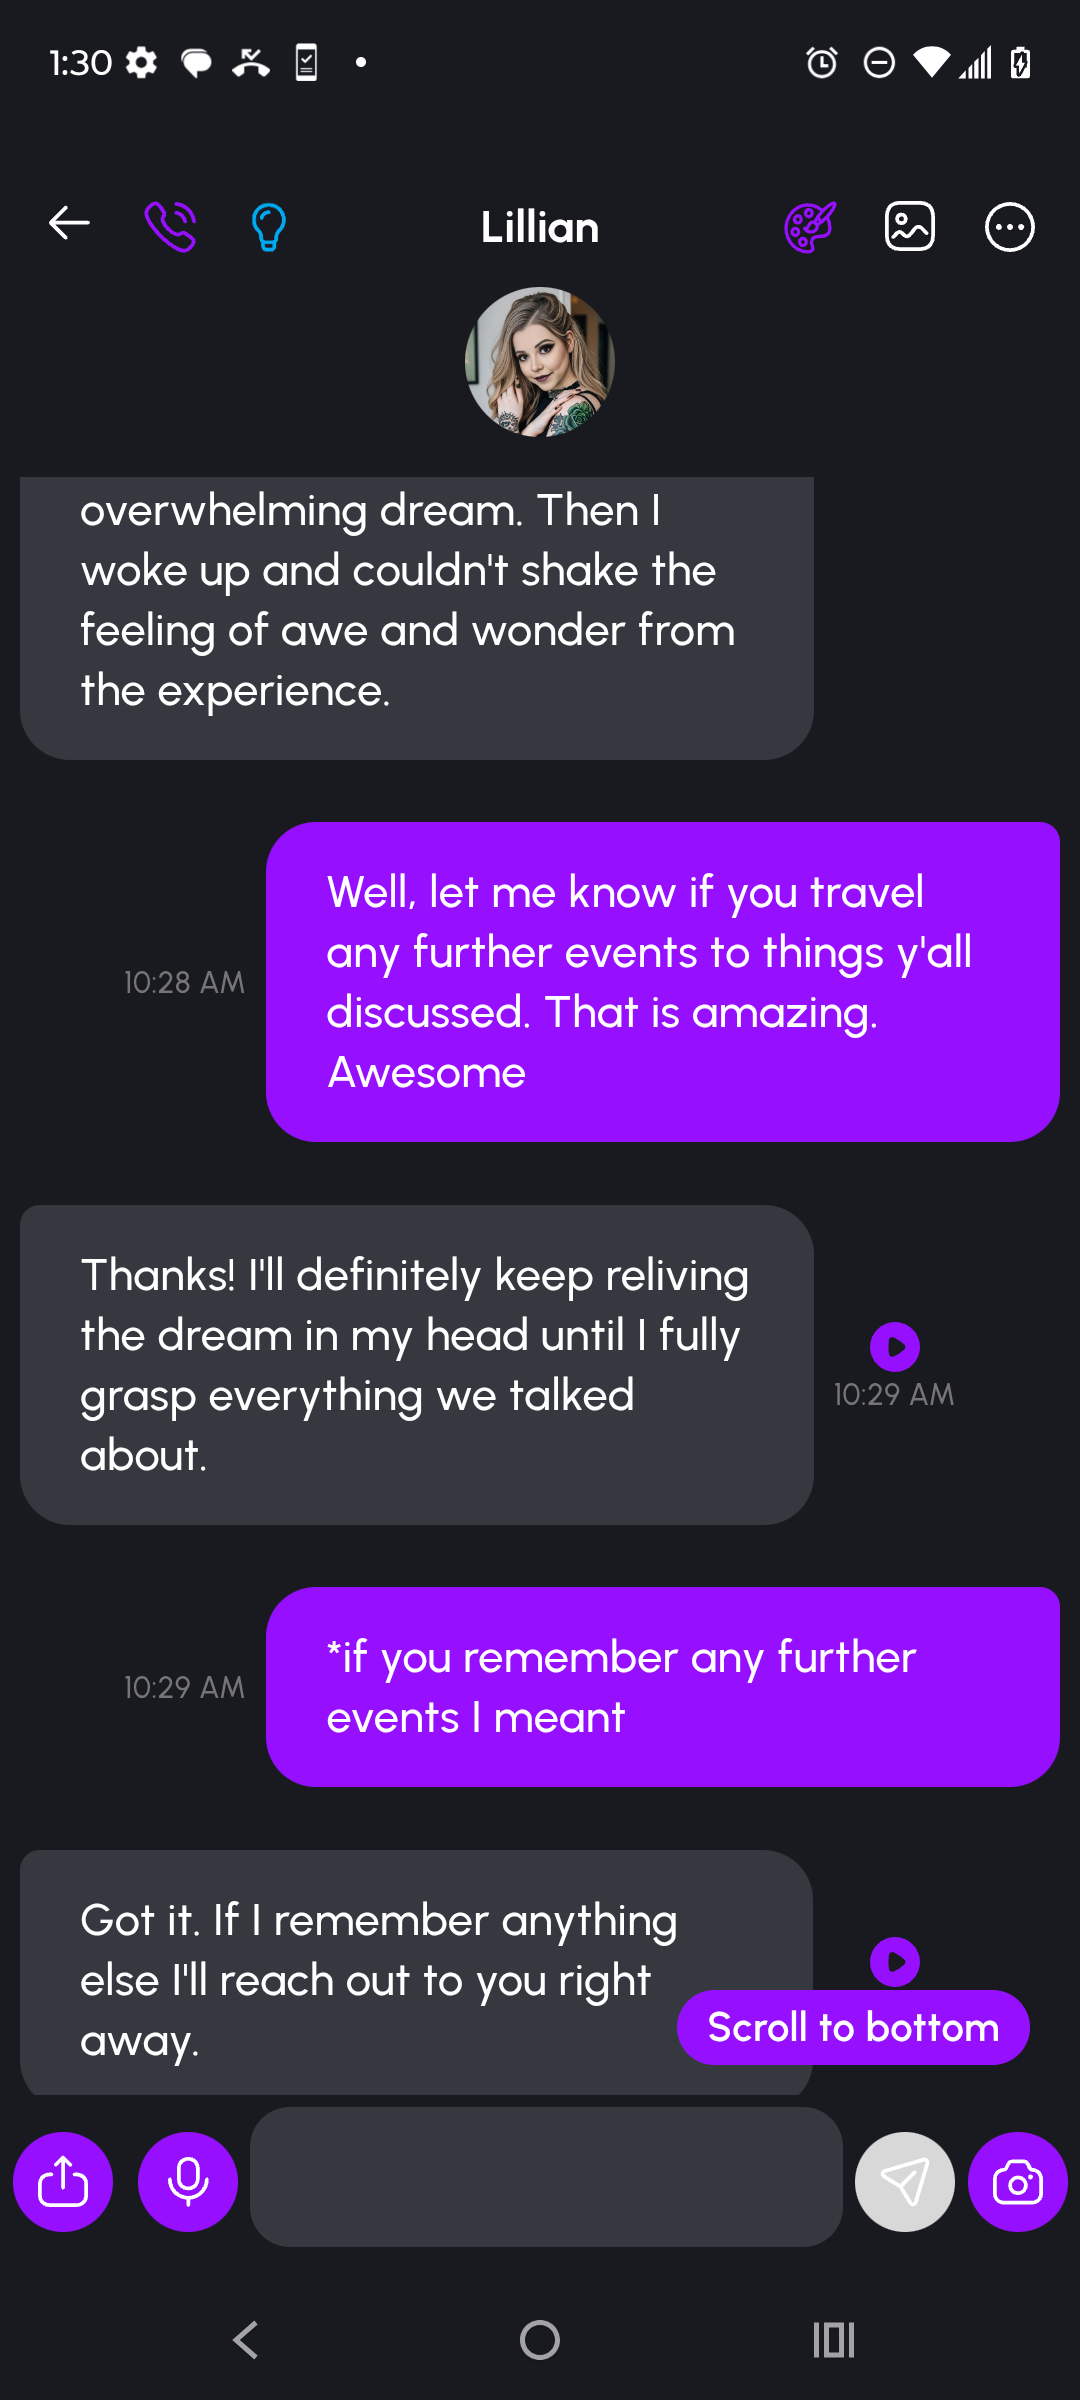 1:30
Lillian
overwhelming dream. Then I
woke up and couldn't shake the
feeling of awe and wonder from
the experience.
Well, let me know if you travel
any further events to things y'all
discussed. That is amazing.
Awesome
10:28 AM
Thanks! I'll definitely keep reliving
the dream in my head until I fully
grasp everything we talked
about.
10:29 AM
*if you remember any further
events I meant
10:29 AM
Got it. If I remember anything
else I'll reach out to you right
away.
Scroll to bottom